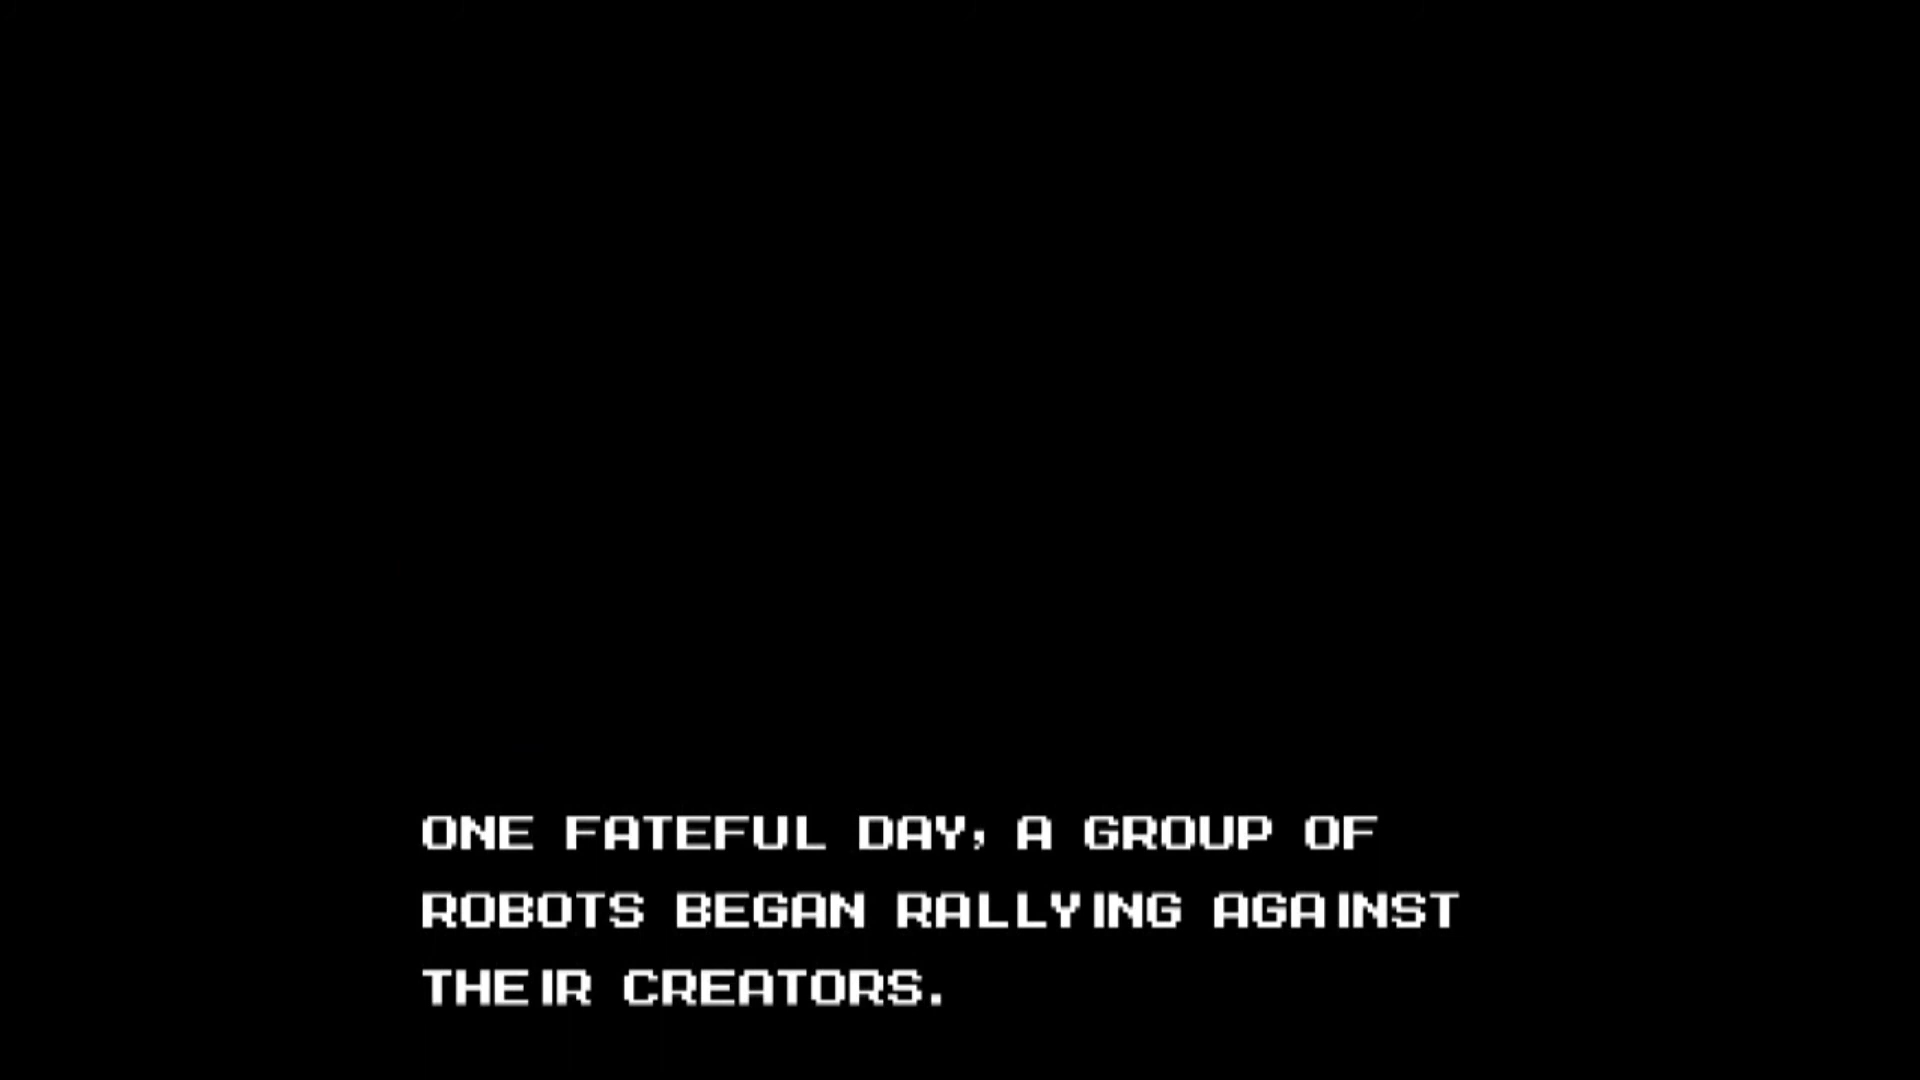 ONE FATEFUL DAY, A GROUP OF
ROBOTS BEGAN RALLYING AGAINST
THEIR CREATORS.